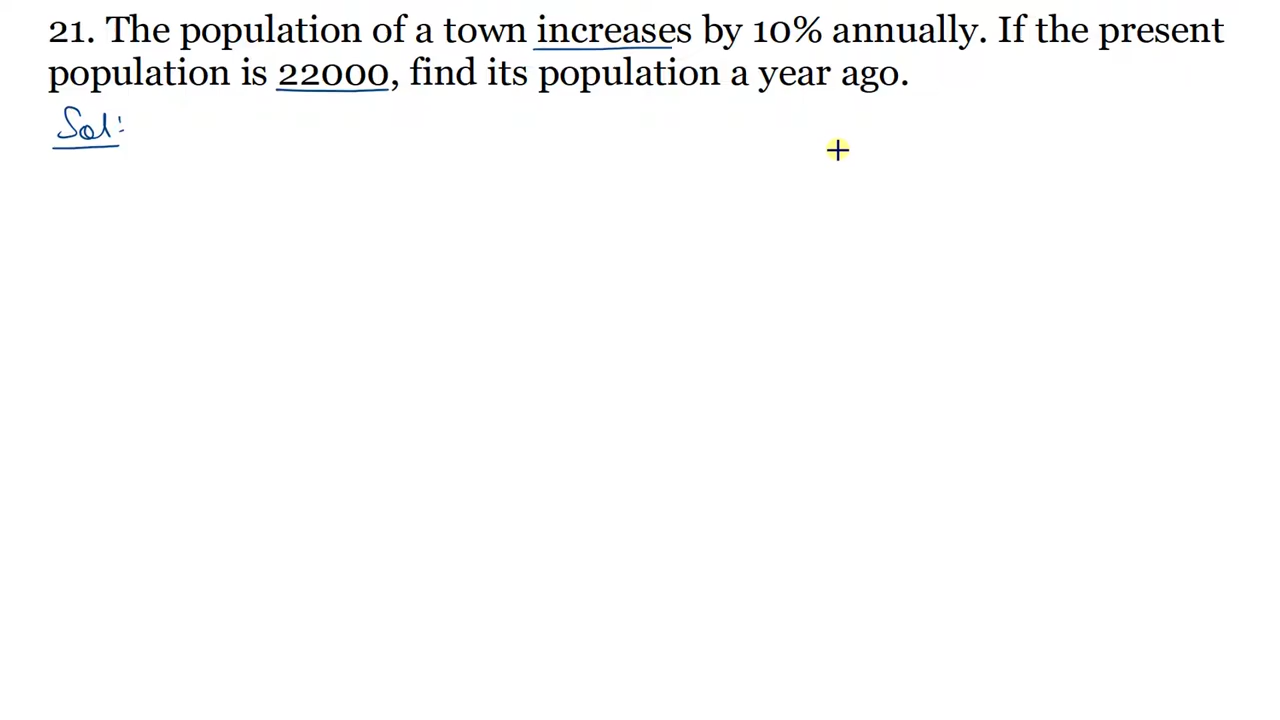 21. The population of a town increases by 10% annually. If the present
population is 22000, find its population a year ago.
Sol: